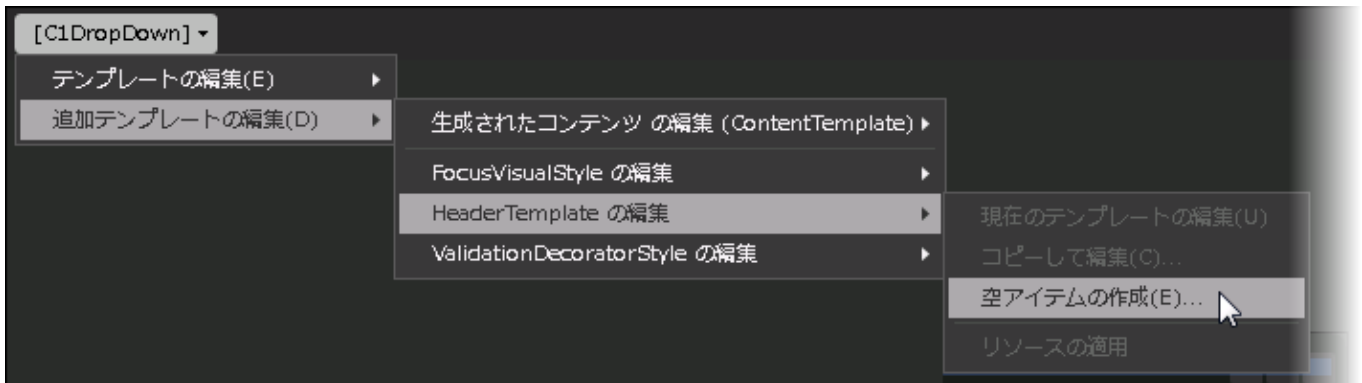 [C1DropDown]
テンプレートの編集(E)
追加テンプレートの編集(D)
生成されたコンテンツ の編集 (ContentTemplate)
FocusVisualStyle の編集
HeaderTemplate の編集
ValidationDecoratorStyle の編集
現在のテンプレートの編集(U)
コピーして編集(C)...
空アイテムの作成(E)...
リソースの適用